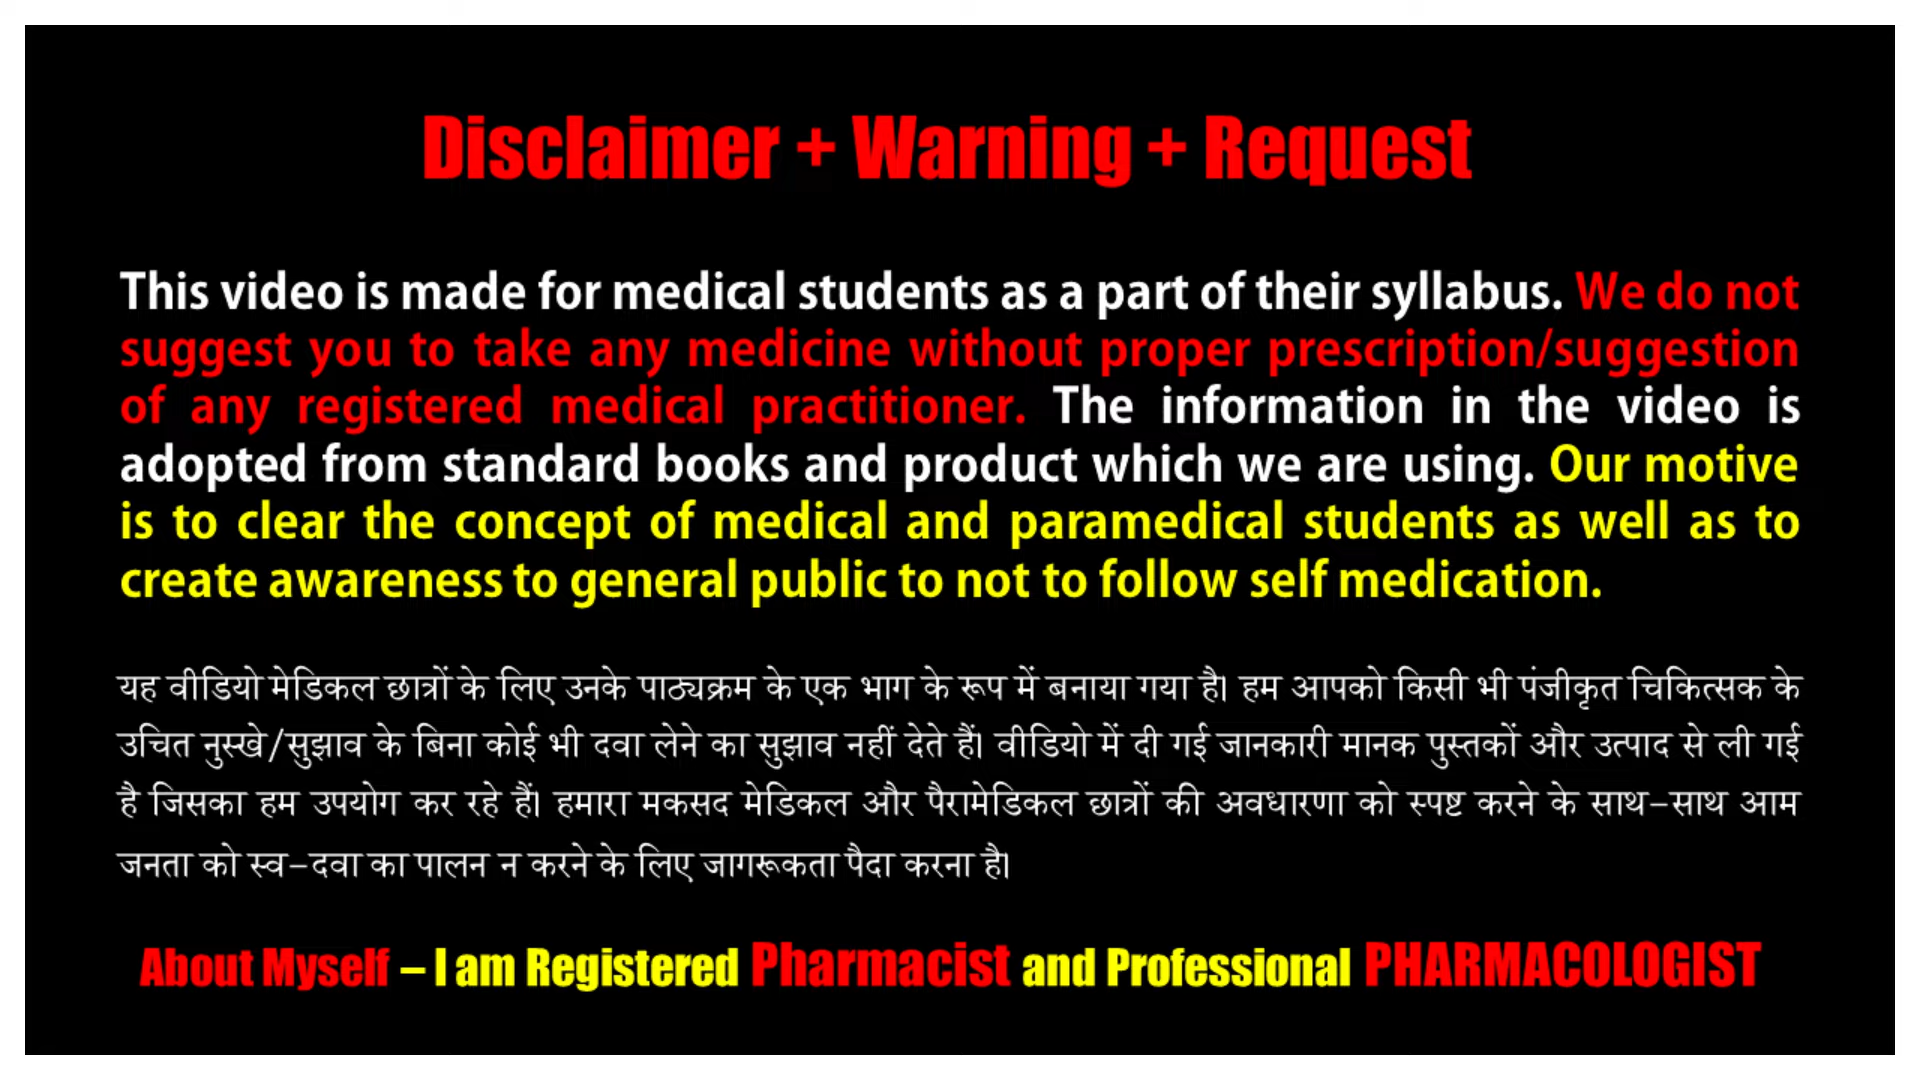 Disclaimer + Warning + Request
This video is made for medical students as a part of their syllabus. We do not
suggest you to take any medicine without proper prescription/suggestion
of any registered medical practitioner. The information in the video is
adopted from standard books and product which we are using. Our motive
is to clear the concept of medical and paramedical students as well as to
create awareness to general public to not to follow self medication.
यह वीडियो मेडिकल छात्रों के लिए उनके पाठ्यक्रम के एक भाग के रूप में बनाया गया है। हम आपको किसी भी पंजीकृत चिकित्सक के
उचित नुस्खे/सुझाव के बिना कोई भी दवा लेने का सुझाव नहीं देते हैं। वीडियो में दी गई जानकारी मानक पुस्तकों और उत्पाद से ली गई
है जिसका हम उपयोग कर रहे हैं। हमारा मकसद मेडिकल और पैरामेडिकल छात्रों की अवधारणा को स्पष्ट करने के साथ-साथ आम
जनता को स्व-दवा का पालन न करने के लिए जागरूकता पैदा करना है।
About Myself – I am Registered Pharmacist and Professional PHARMACOLOGIST